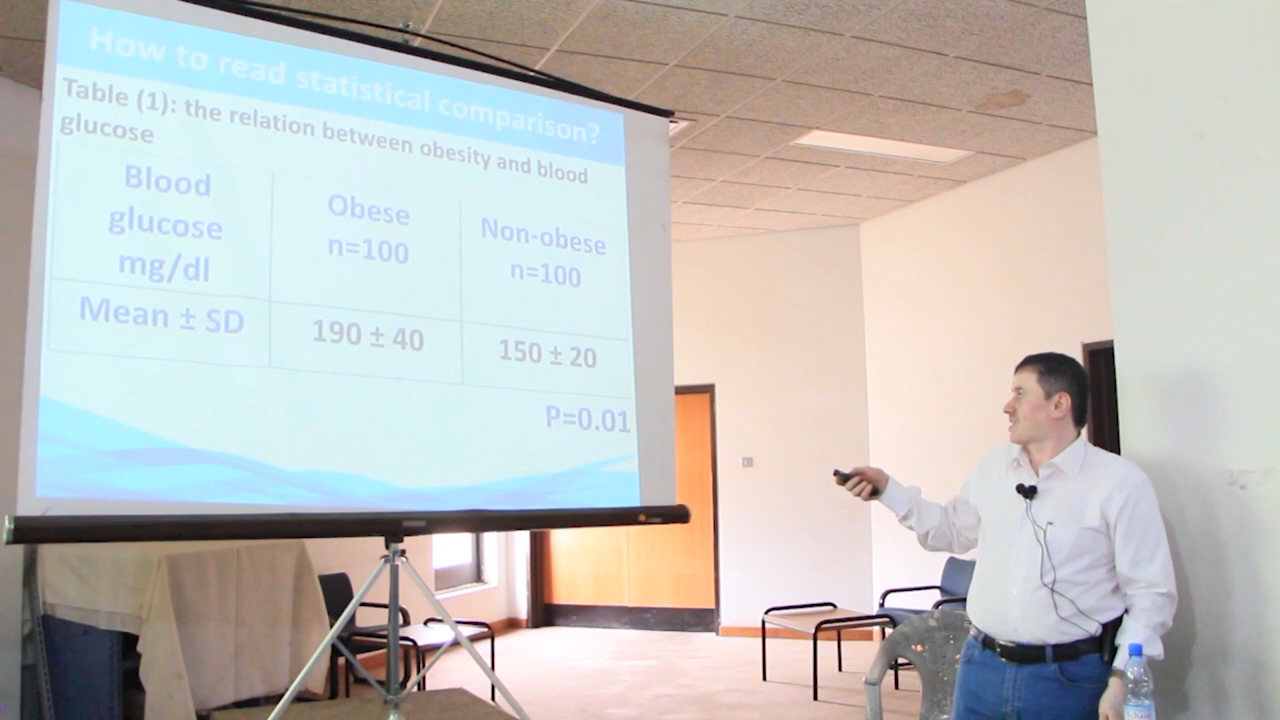 How to read statistical comparison?
Table (1): the relation between obesity and blood
glucose
Blood
glucose
mg/dl
Obese
n=100
Non-obese
n=100
Mean ± SD
190 ± 40
150 ± 20
P=0.01